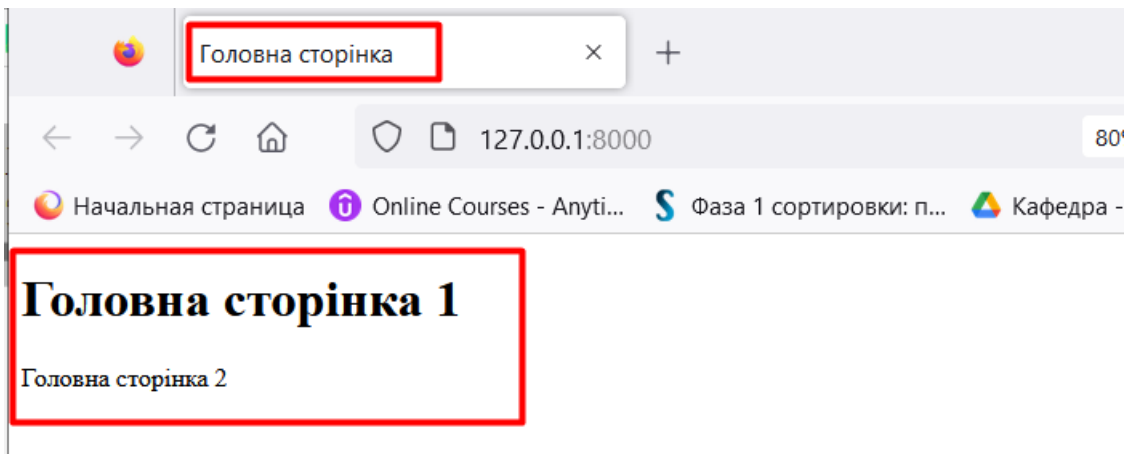 Головна сторінка
127.0.0.1:8000
80%
Начальная страница Online Courses - Anyti... Фаза 1 сортировки: п... Кафедра -
Головна сторінка 1
Головна сторінка 2